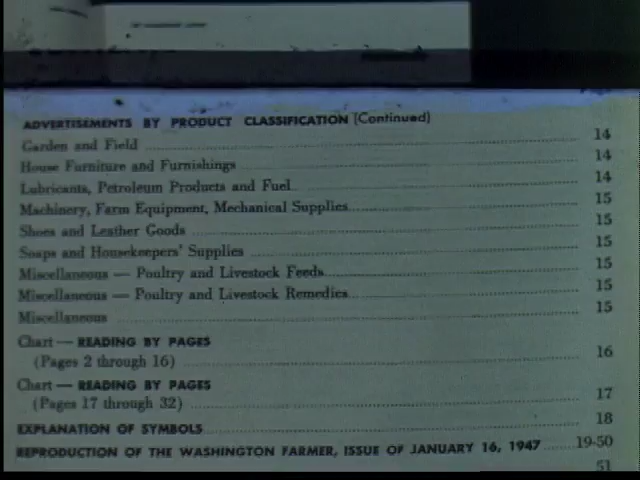 ADVERTISEMENTS BY PRODUCT CLASSIFICATION (Continued)
Garden and Field 14
House Furniture and Furnishings 14
Lubricants, Petroleum Products and Fuel 14
Machinery, Farm Equipment, Mechanical Supplies 15
Shoes and Leather Goods 15
Soaps and Housekeepers' Supplies 15
Miscellaneous — Poultry and Livestock Feeds 15
Miscellaneous — Poultry and Livestock Remedies 15
Miscellaneous 15
Chart — READING BY PAGES
(Pages 2 through 16) 16
Chart — READING BY PAGES
(Pages 17 through 32) 17
EXPLANATION OF SYMBOLS 18
REPRODUCTION OF THE WASHINGTON FARMER, ISSUE OF JANUARY 16, 1947 19-50
51